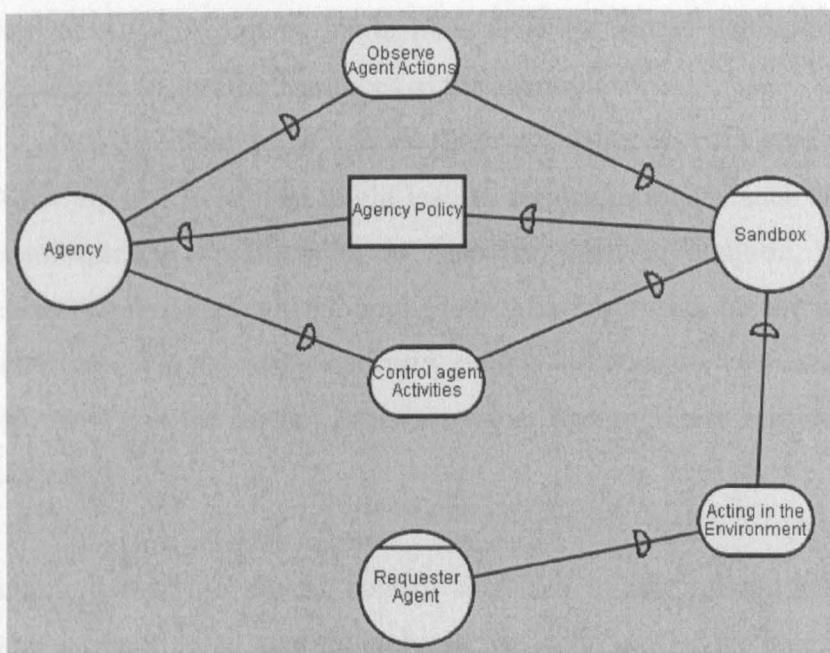 Observe
Agent Actions
Agency Policy
Agency
Sandbox
Control agent
Activities
Acting in the
Environment
Requester
Agent